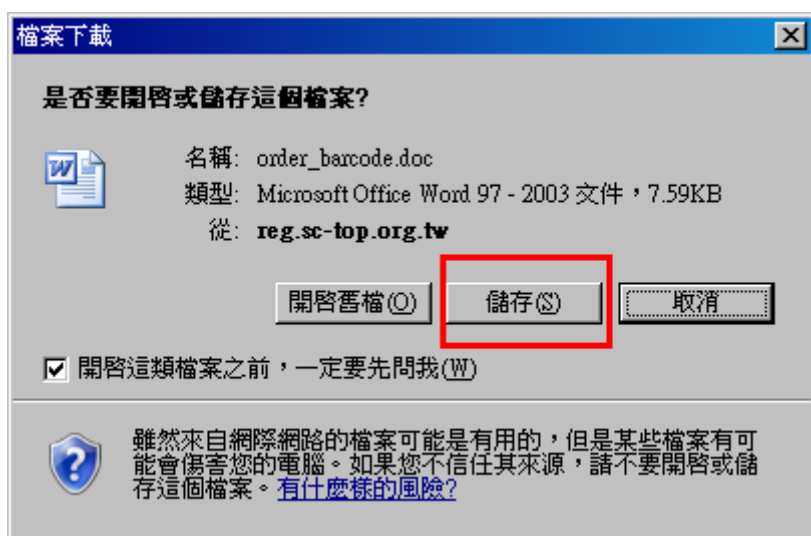 檔案下載
是否要開啓或儲存這個檔案?
名稱: order_barcode.doc
類型: Microsoft Office Word 97 - 2003 文件，7.59KB
從: reg.sc-top.org.tw
開啓舊檔(O) 儲存(S) 取消
開啓這類檔案之前，一定要先問我(W)
雖然來自網際網路的檔案可能是有用的，但是某些檔案有可
能會傷害您的電腦。如果您不信任其來源，請不要開啓或儲
存這個檔案。有什麼樣的風險?